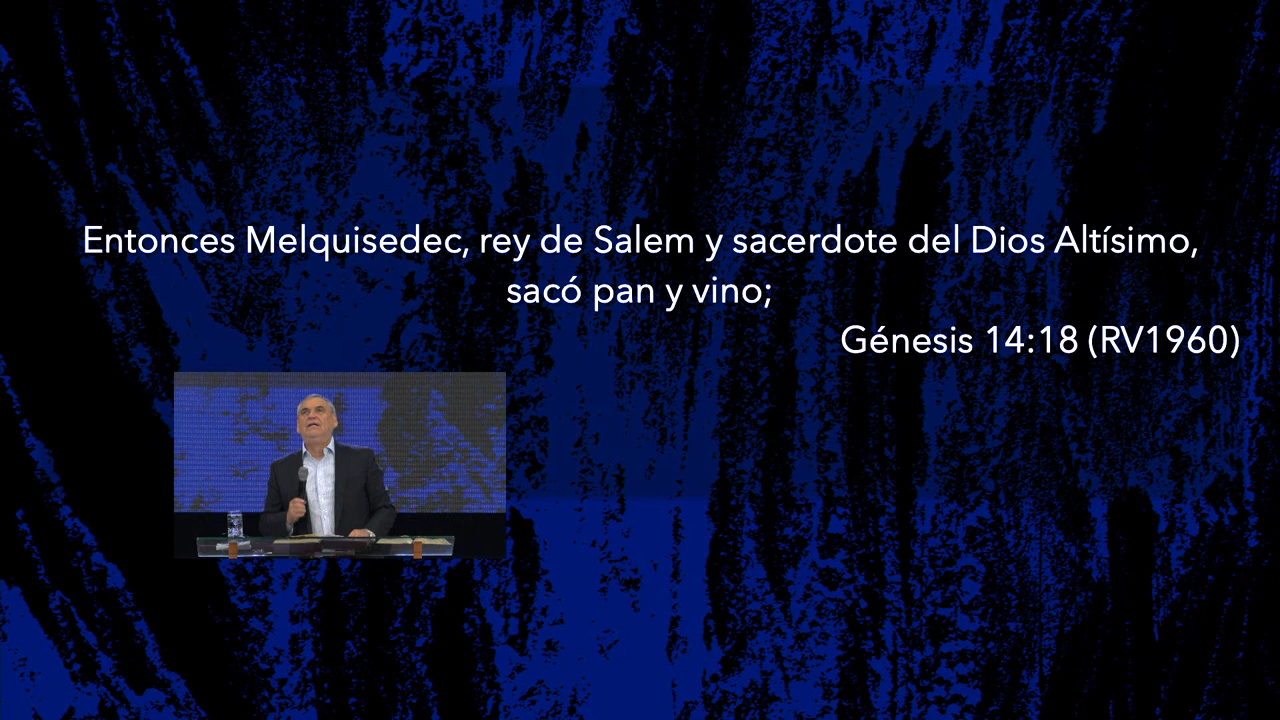 Entonces Melquisedec, rey de Salem y sacerdote del Dios Altísimo,
sacó pan y vino;
Génesis 14:18 (RV1960)